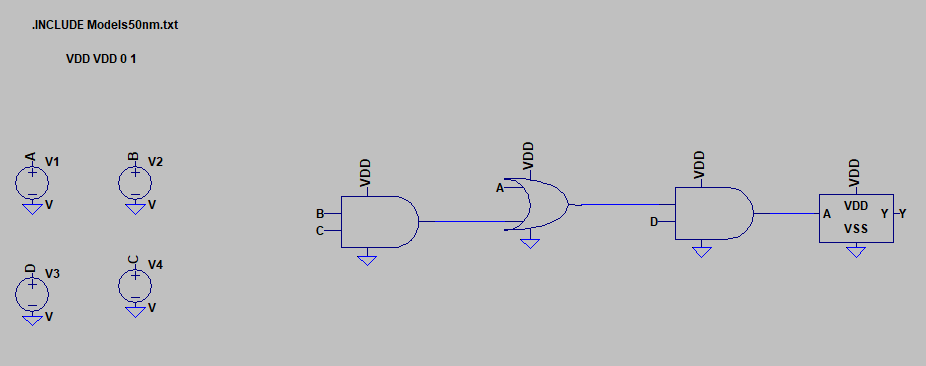 .INCLUDE Models50nm.txt
VDD VDD 0 1
A
V1
V
B
V2
V
D
V3
V
C
V4
V
VDD
B
C
VDD
A
VDD
D
VDD
A
VDD
VSS
Y
Y